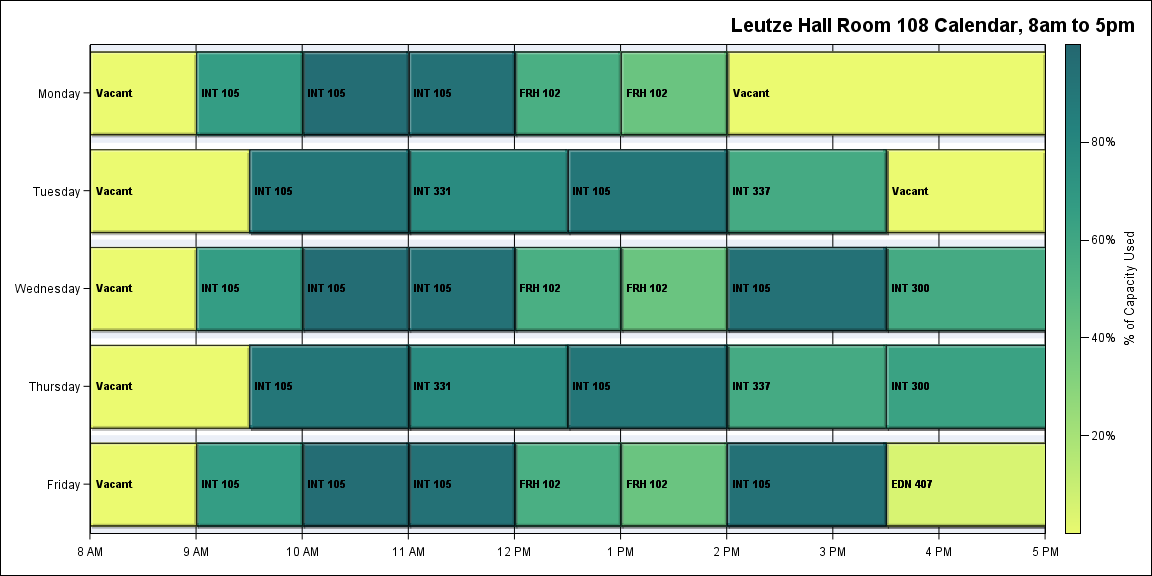 Leutze Hall Room 108 Calendar, 8am to 5pm
Monday
Vacant
INT 105
INT 105
INT 105
FRH 102
FRH 102
Vacant
Tuesday
Vacant
INT 105
INT 331
INT 105
INT 337
Vacant
Wednesday
Vacant
INT 105
INT 105
INT 105
FRH 102
FRH 102
INT 105
INT 300
Thursday
Vacant
INT 105
INT 331
INT 105
INT 337
INT 300
Friday
Vacant
INT 105
INT 105
INT 105
FRH 102
FRH 102
INT 105
EDN 407
8 AM
9 AM
10 AM
11 AM
12 PM
1 PM
2 PM
3 PM
4 PM
5 PM
80%
60%
40%
20%
% of Capacity Used